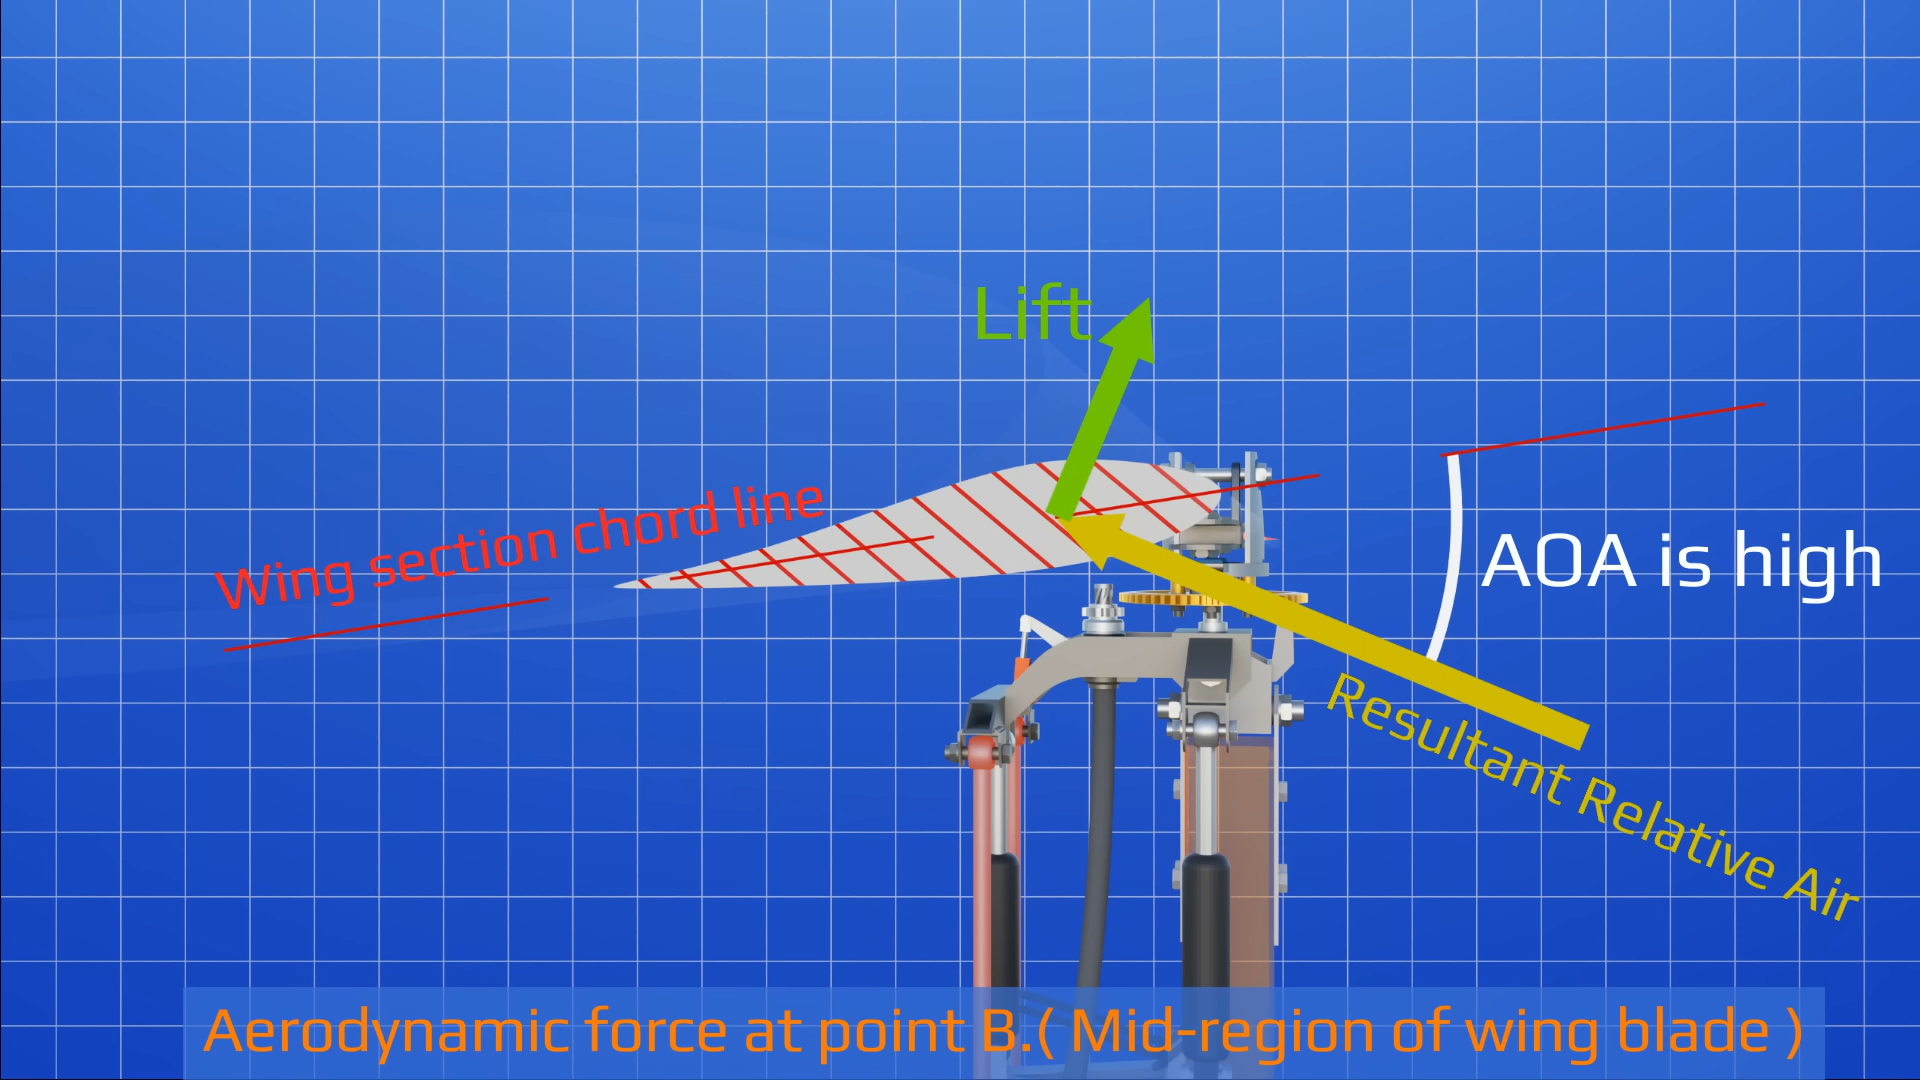 Lift
Wing section chord line
AOA is high
Resultant Relative Air
Aerodynamic force at point B.( Mid-region of wing blade )